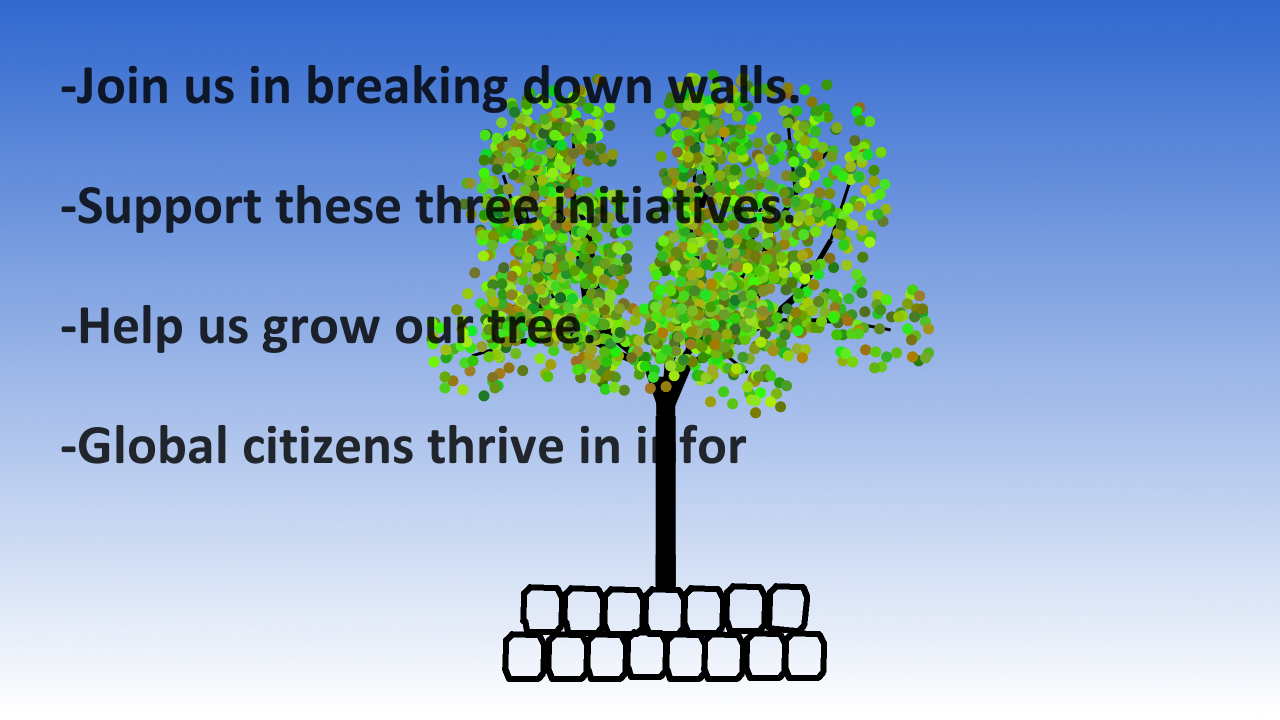 -Join us in breaking down walls.
-Support these three initiatives.
-Help us grow our tree.
-Global citizens thrive in infor